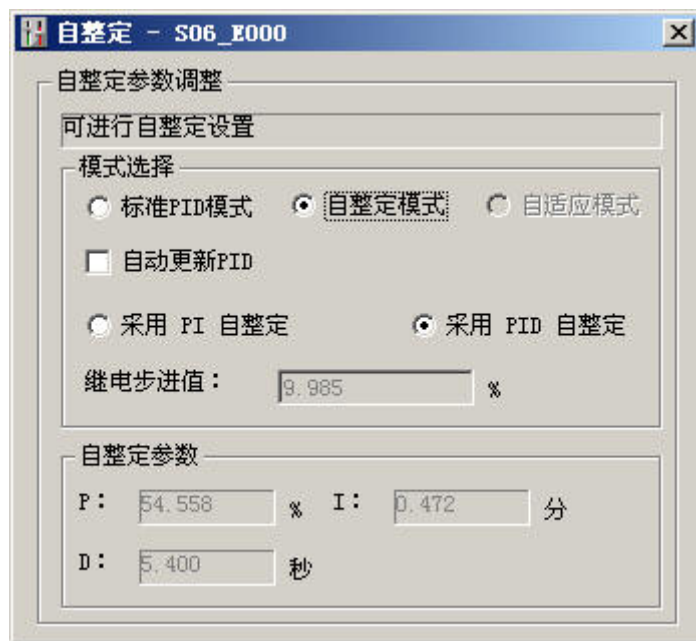 自整定 - S06_E000
自整定参数调整
可进行自整定设置
模式选择
标准PID模式 自整定模式 自适应模式
自动更新PID
采用 PI 自整定 采用 PID 自整定
继电步进值： 9.985 %
自整定参数
P： 54.558 % I： 0.472 分
D： 5.400 秒